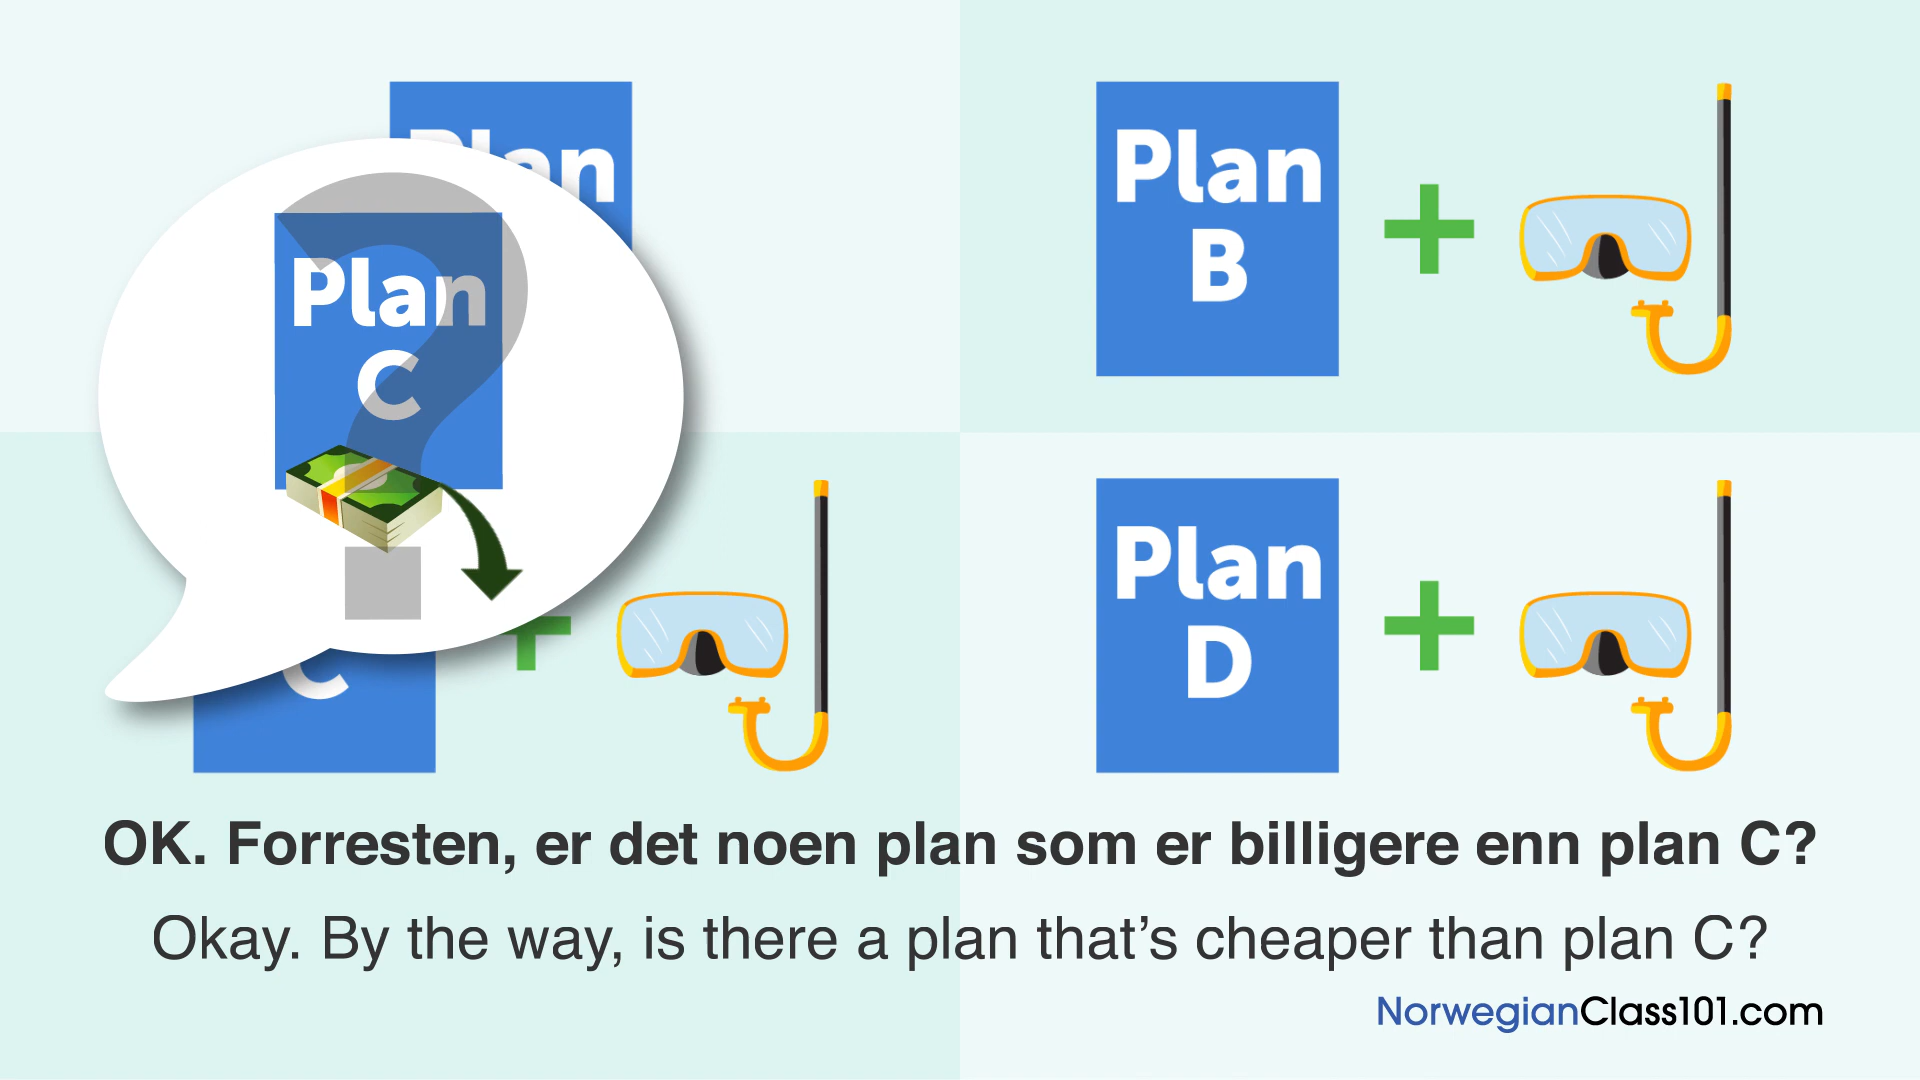 Plan
Plan
B
Plan
C
C
Plan
D
OK. Forresten, er det noen plan som er billigere enn plan C?
Okay. By the way, is there a plan that’s cheaper than plan C?
NorwegianClass101.com